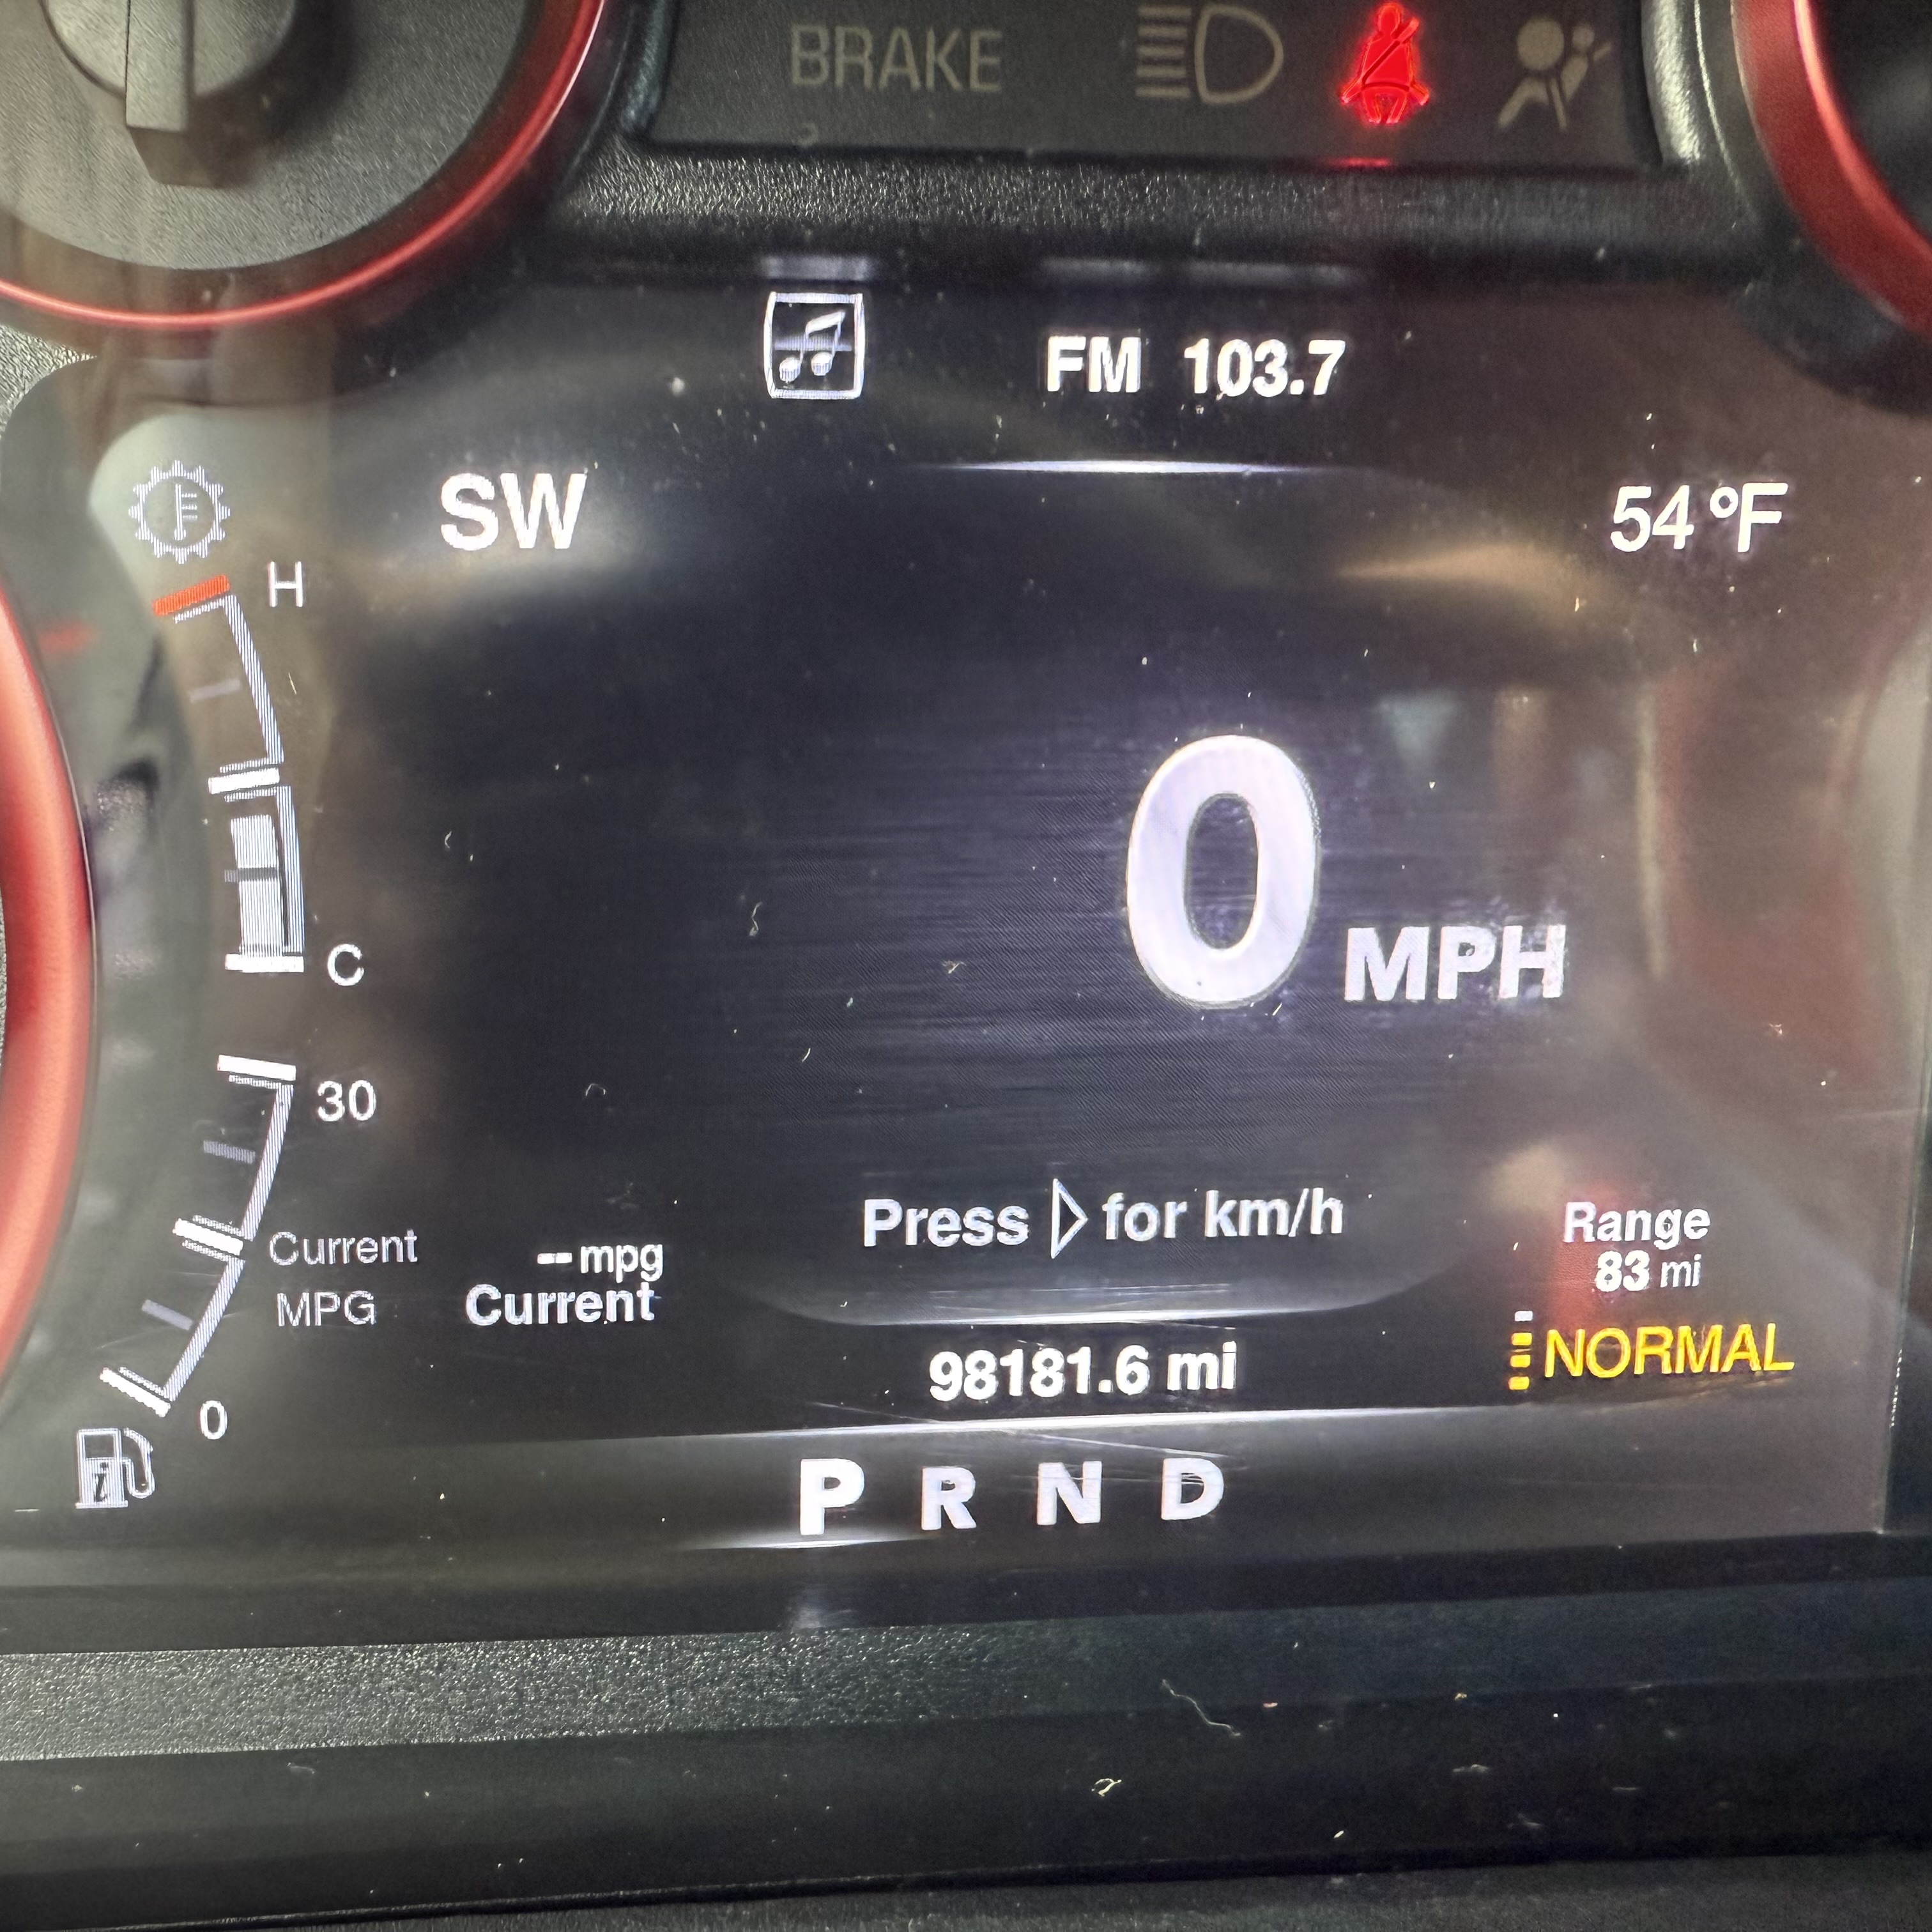 BRAKE
FM 103.7
SW
54 °F
H
0 MPH
C
30
Press ▷ for km/h
Range
83 mi
Current
MPG
--mpg
Current
NORMAL
98181.6 mi
0
P R N D